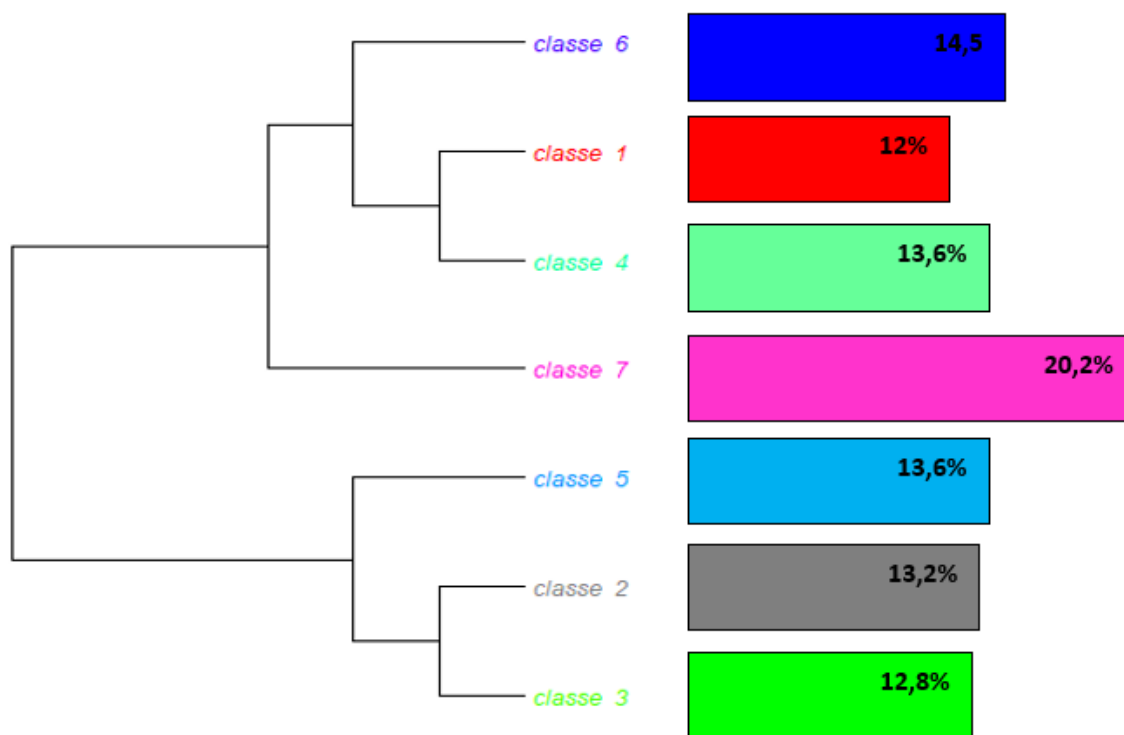 classe 6 14,5
classe 1 12%
classe 4 13,6%
classe 7 20,2%
classe 5 13,6%
classe 2 13,2%
classe 3 12,8%